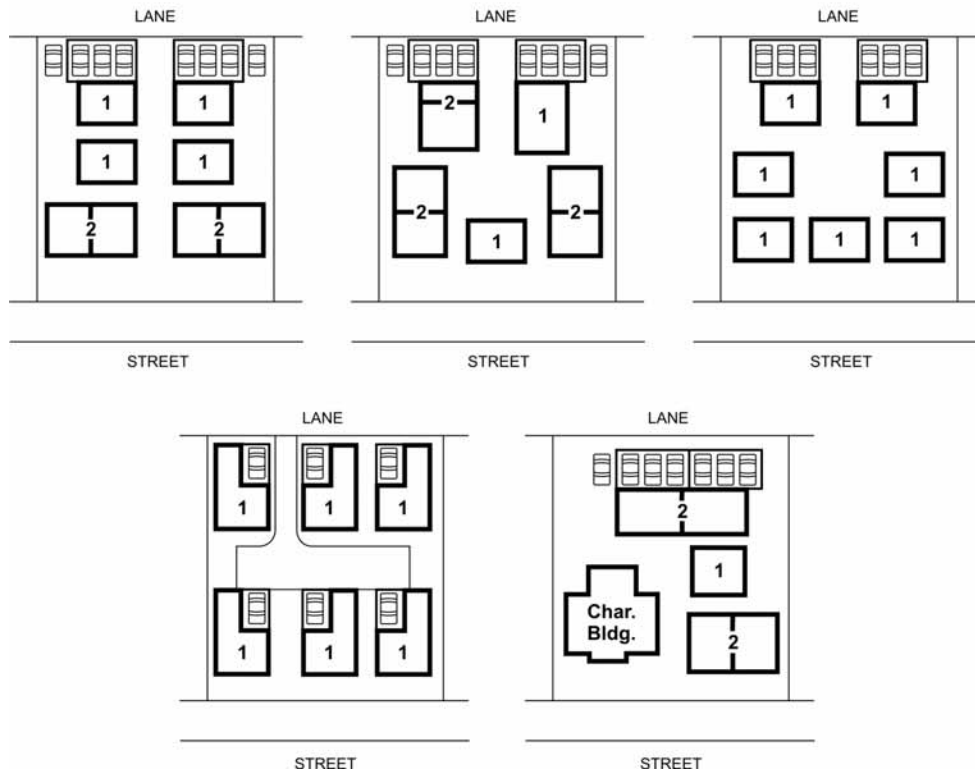 LANE LANE LANE
1 1 2 1 1 1
1 1 1 1
2 2 2 1 2 1 1 1
STREET STREET STREET
LANE LANE
1 1 1 2
1
Char.
Bldg.
1 1 1 2
STREET STREET